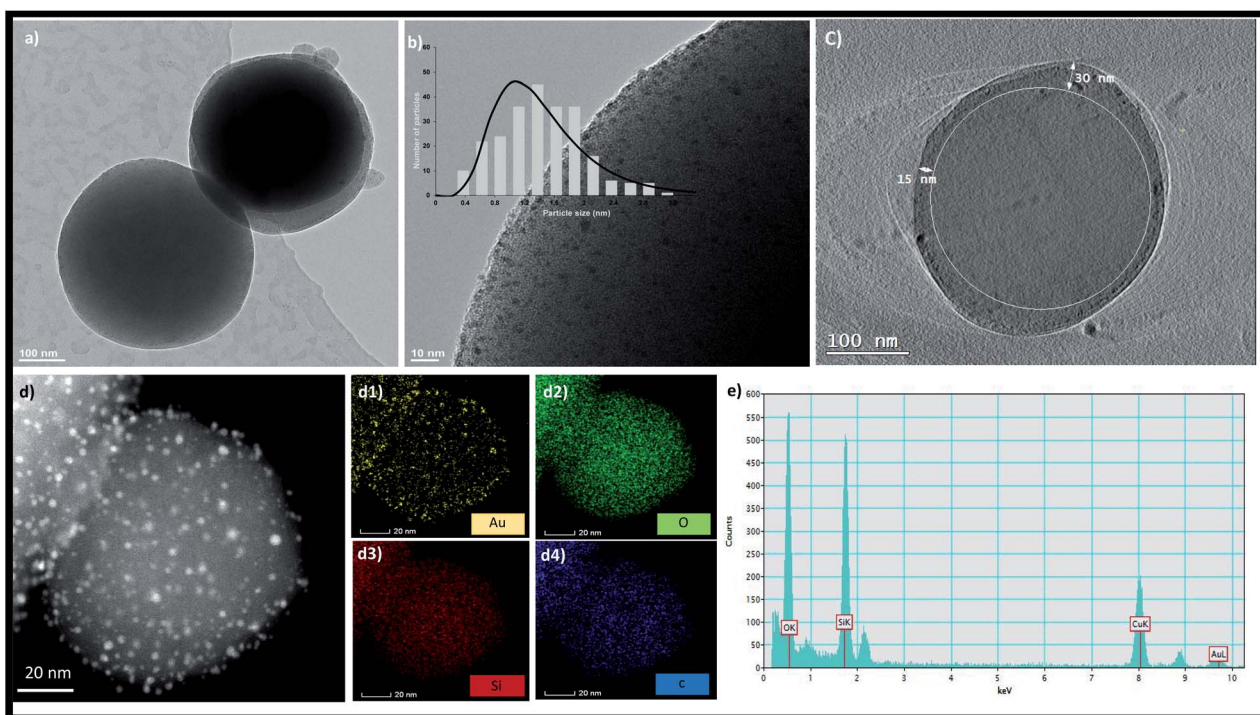 a)
100 nm
b)
Number of particles
60
50
40
30
20
10
0
0.4
0.8
1.2
1.6
2
2.4
2.8
Particle size (nm)
10 nm
C)
30 nm
15 nm
100 nm
d)
20 nm
d1)
20 nm
Au
d2)
20 nm
O
d3)
20 nm
Si
d4)
20 nm
c
e)
Counts
600
550
500
450
400
350
300
250
200
150
100
50
0
OK
SiK
CuK
AuL
0 1 2 3 4 5 6 7 8 9 10
keV